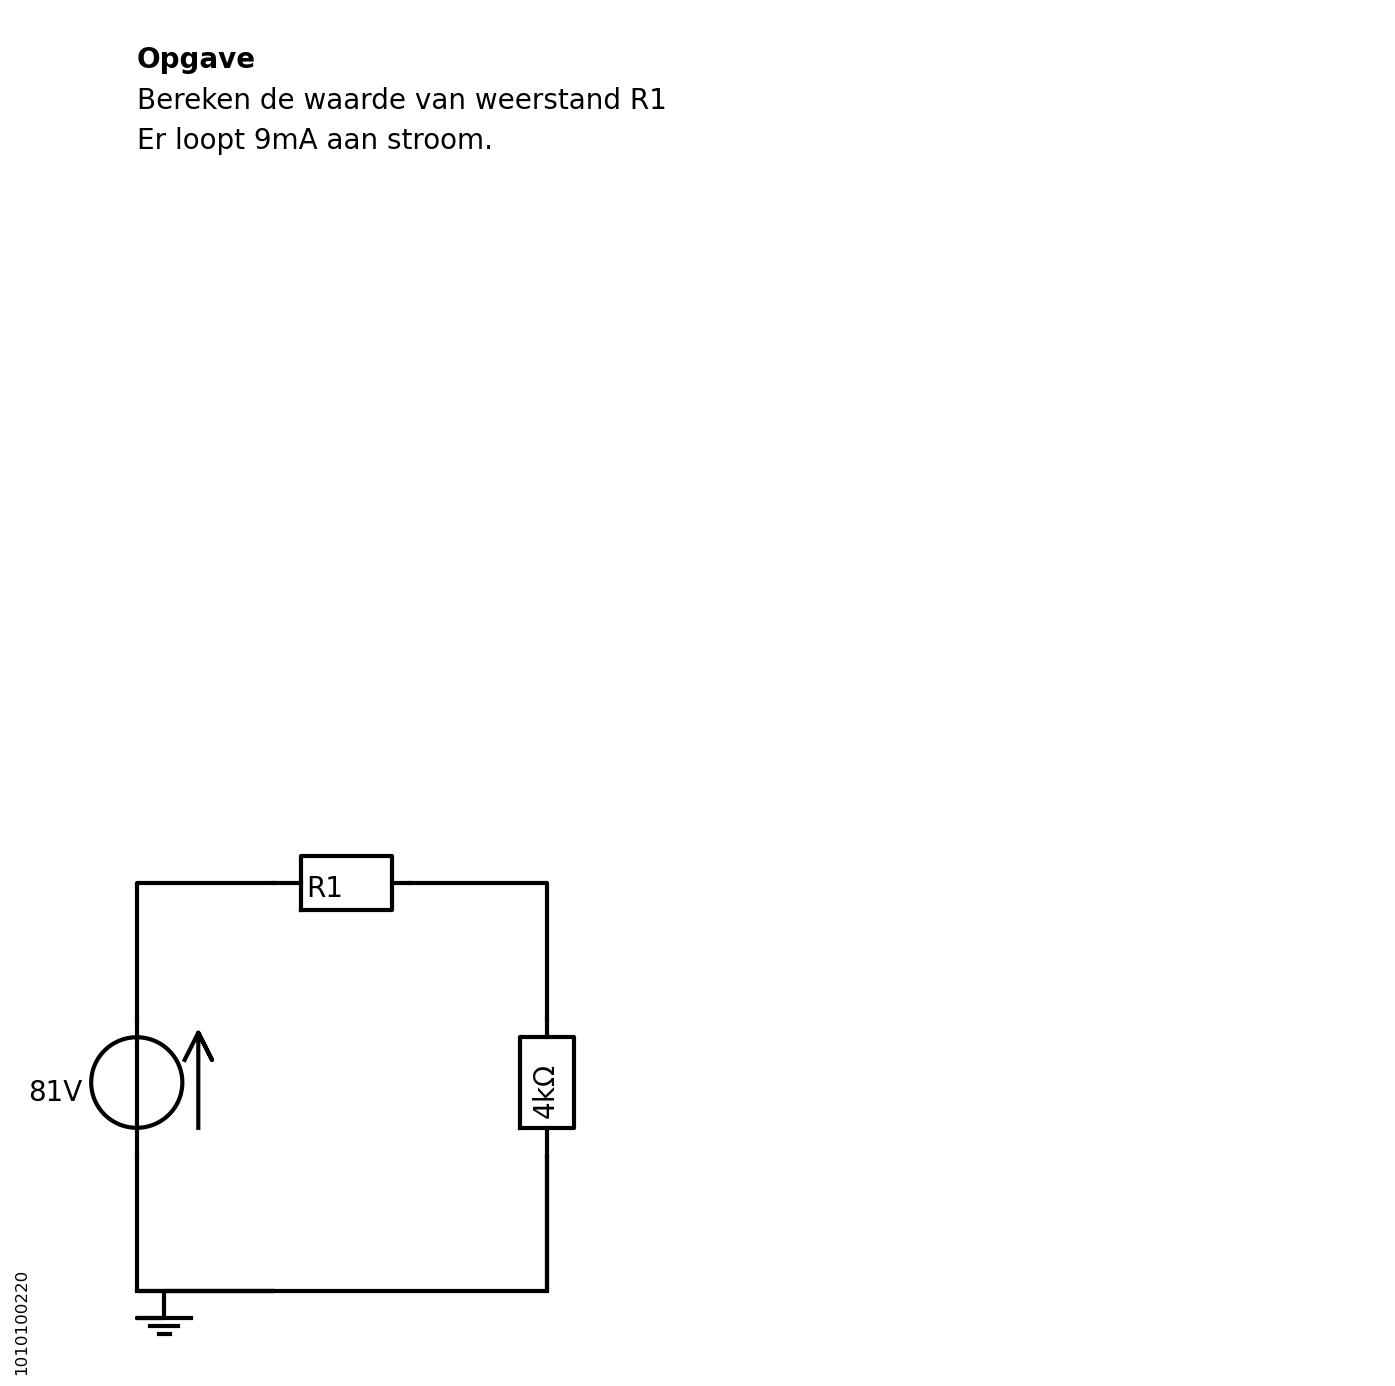 Opgave
Bereken de waarde van weerstand R1
Er loopt 9mA aan stroom.
R1
81V
4kΩ
1010100220